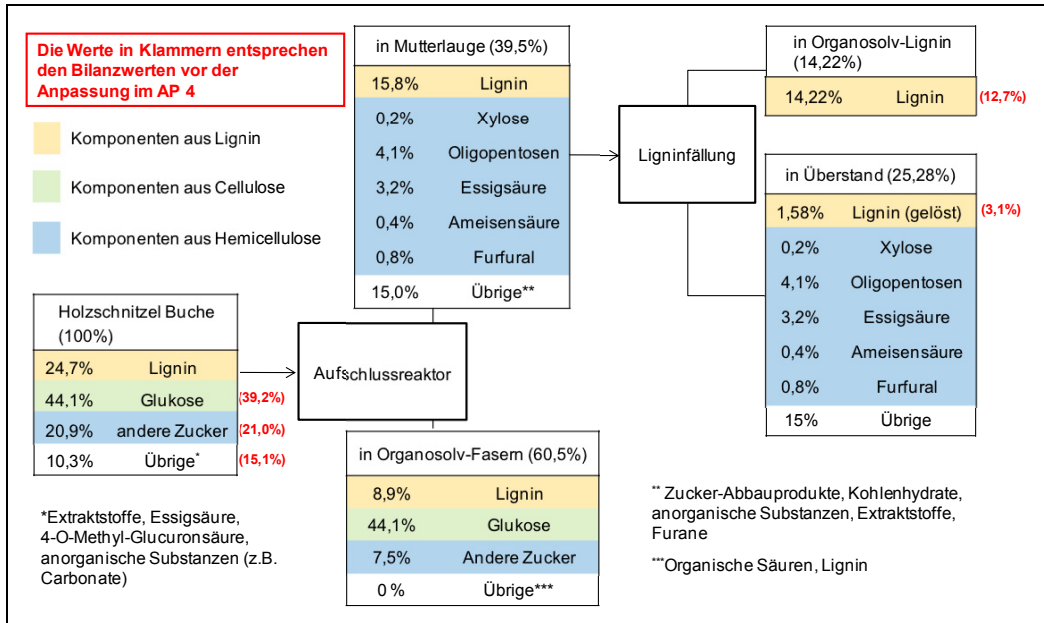 Die Werte in Klammern entsprechen
den Bilanzwerten vor der
Anpassung im AP 4
Komponenten aus Lignin
Komponenten aus Cellulose
Komponenten aus Hemicellulose
in Mutterlauge (39,5%)
15,8% Lignin
0,2% Xylose
4,1% Oligopentosen
3,2% Essigsäure
0,4% Ameisensäure
0,8% Furfural
15,0% Übrige**
Ligninfällung
in Organosolv-Lignin
(14,22%)
14,22% Lignin (12,7%)
in Überstand (25,28%)
1,58% Lignin (gelöst) (3,1%)
0,2% Xylose
4,1% Oligopentosen
3,2% Essigsäure
0,4% Ameisensäure
0,8% Furfural
15% Übrige
Holzschnitzel Buche
(100%)
24,7% Lignin
44,1% Glukose (39,2%)
20,9% andere Zucker (21,0%)
10,3% Übrige* (15,1%)
Aufschlussreaktor
in Organosolv-Fasern (60,5%)
8,9% Lignin
44,1% Glukose
7,5% Andere Zucker
0 % Übrige***
*Extraktstoffe, Essigsäure,
4-O-Methyl-Glucuronsäure,
anorganische Substanzen (z.B.
Carbonate)
** Zucker-Abbauprodukte, Kohlenhydrate,
anorganische Substanzen, Extraktstoffe,
Furane
***Organische Säuren, Lignin